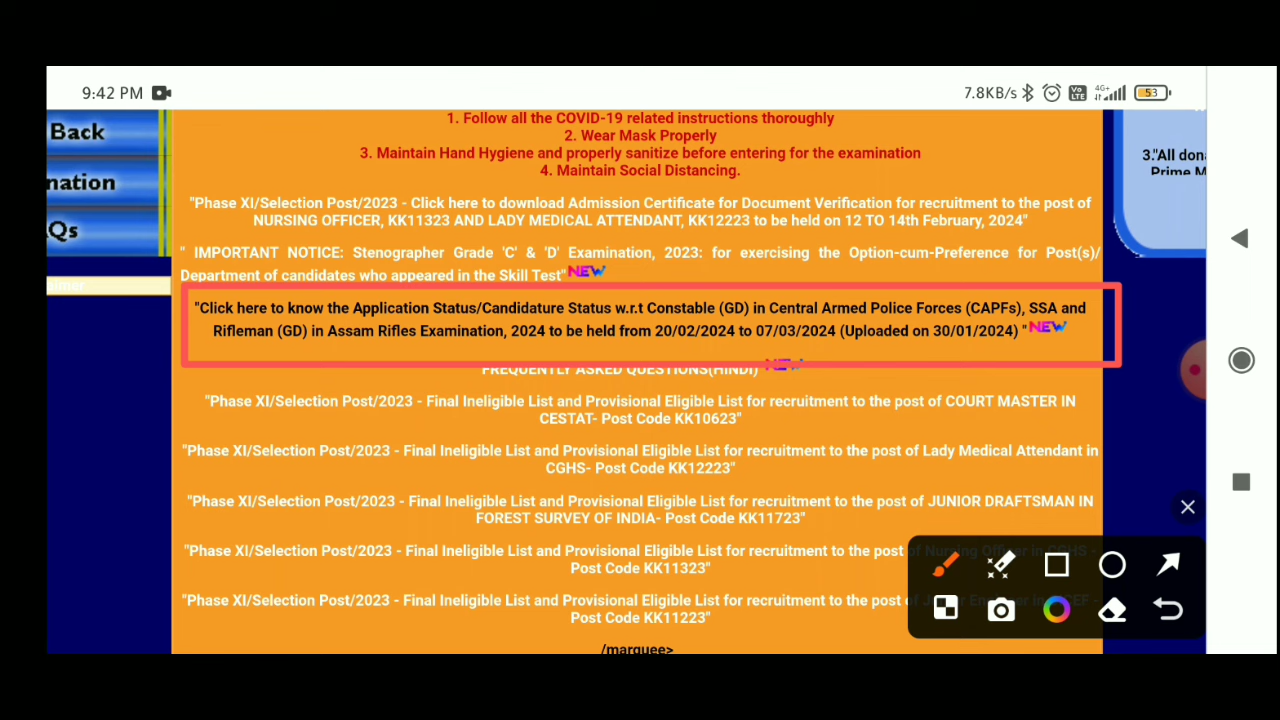 9:42 PM
7.8KB/s
Vo LTE
4G+
53
Back
1. Follow all the COVID-19 related instructions thoroughly
2. Wear Mask Properly
3. Maintain Hand Hygiene and properly sanitize before entering for the examination
4. Maintain Social Distancing.
3."All
nation
Qs
"Phase XI/Selection Post/2023 - Click here to download Admission Certificate for Document Verification for recruitment to the post of
NURSING OFFICER, KK11323 AND LADY MEDICAL ATTENDANT, KK12223 to be held on 12 TO 14th February, 2024"
" IMPORTANT NOTICE: Stenographer Grade 'C' & 'D' Examination, 2023: for exercising the Option-cum-Preference for Post(s)/
Department of candidates who appeared in the Skill Test" NEW
"Click here to know the Application Status/Candidature Status w.r.t Constable (GD) in Central Armed Police Forces (CAPFs), SSA and
Rifleman (GD) in Assam Rifles Examination, 2024 to be held from 20/02/2024 to 07/03/2024 (Uploaded on 30/01/2024) " NEW
FREQUENTLY ASKED QUESTIONS(HINDI) NEW
"Phase XI/Selection Post/2023 - Final Ineligible List and Provisional Eligible List for recruitment to the post of COURT MASTER IN
CESTAT- Post Code KK10623"
"Phase XI/Selection Post/2023 - Final Ineligible List and Provisional Eligible List for recruitment to the post of Lady Medical Attendant in
CGHS- Post Code KK12223"
"Phase XI/Selection Post/2023 - Final Ineligible List and Provisional Eligible List for recruitment to the post of JUNIOR DRAFTSMAN IN
FOREST SURVEY OF INDIA- Post Code KK11723"
"Phase XI/Selection Post/2023 - Final Ineligible List and Provisional Eligible List for recruitment to the post of Nursing Officer in CGHS -
Post Code KK11323"
"Phase XI/Selection Post/2023 - Final Ineligible List and Provisional Eligible List for recruitment to the post of
Post Code KK11223"
/marquee>